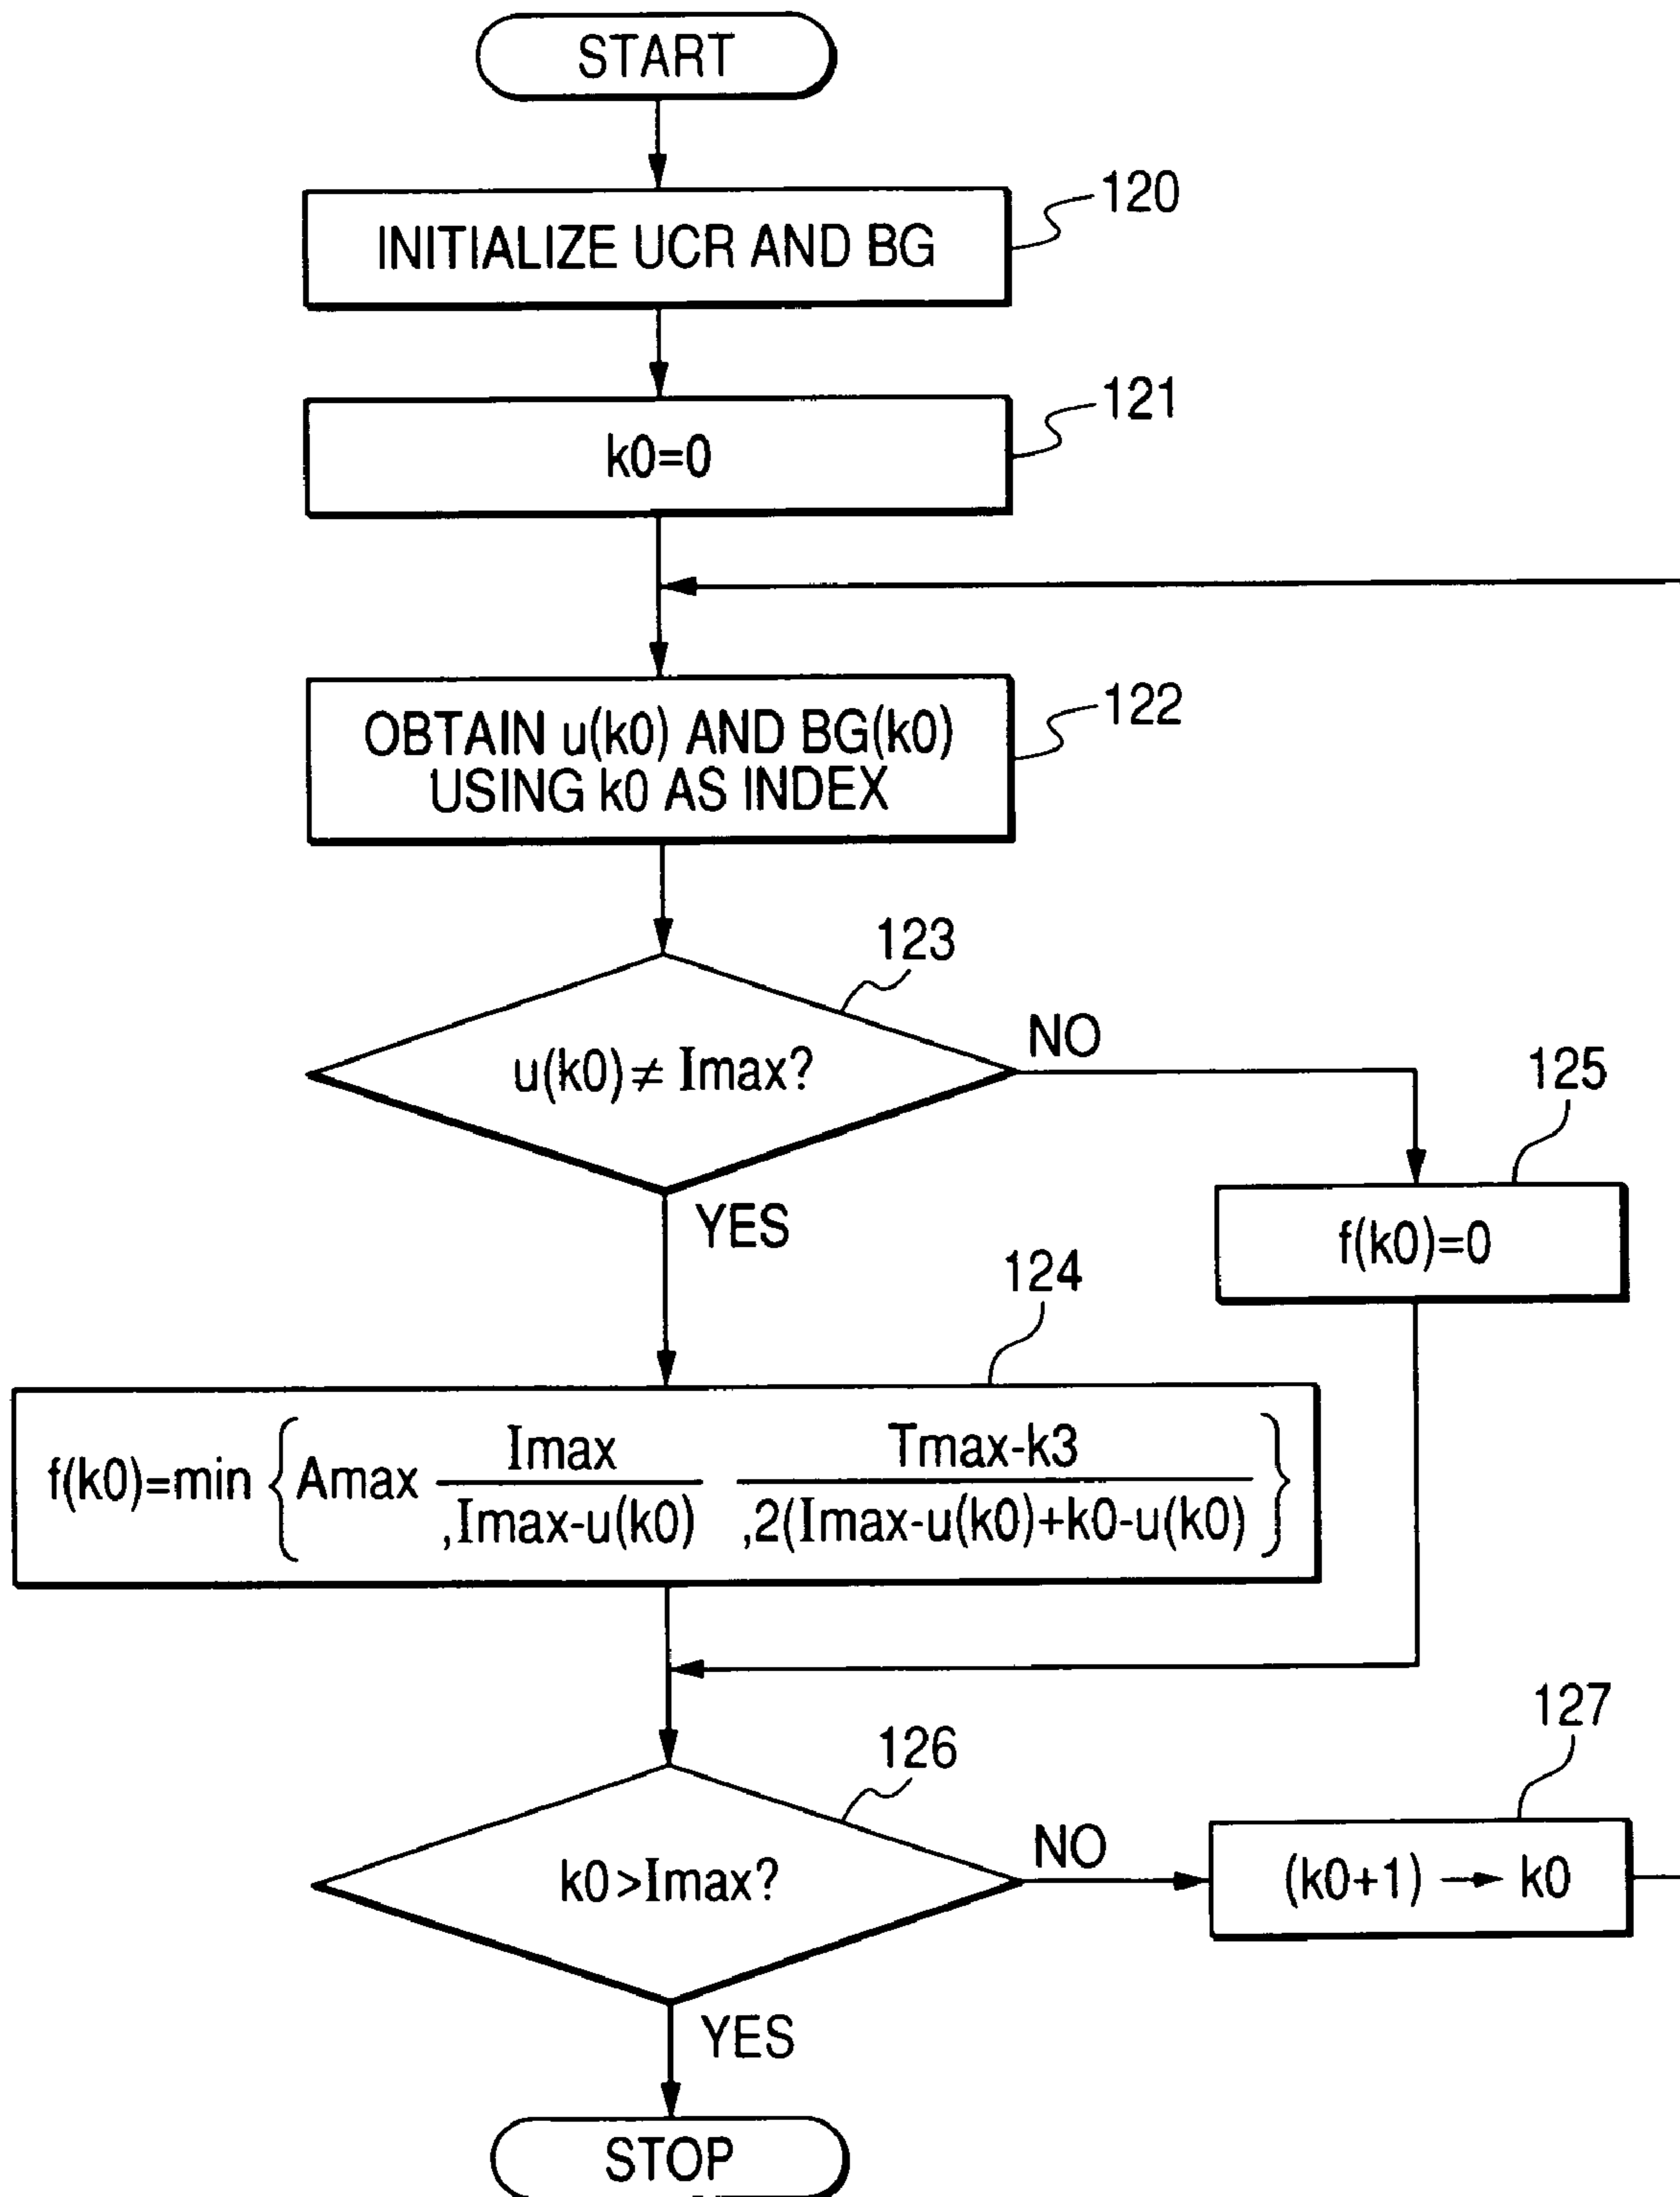 START
120
INITIALIZE UCR AND BG
121
k0=0
122
OBTAIN u(k0) AND BG(k0)
USING k0 AS INDEX
123
u(k0)≠ Imax?
NO
125
YES
f(k0)=0
124
f(k0)=min { Amax Imax / ,Imax-u(k0) Tmax-k3 / ,2(Imax-u(k0)+k0-u(k0) }
126
127
k0>Imax?
NO
(k0+1) → k0
YES
STOP